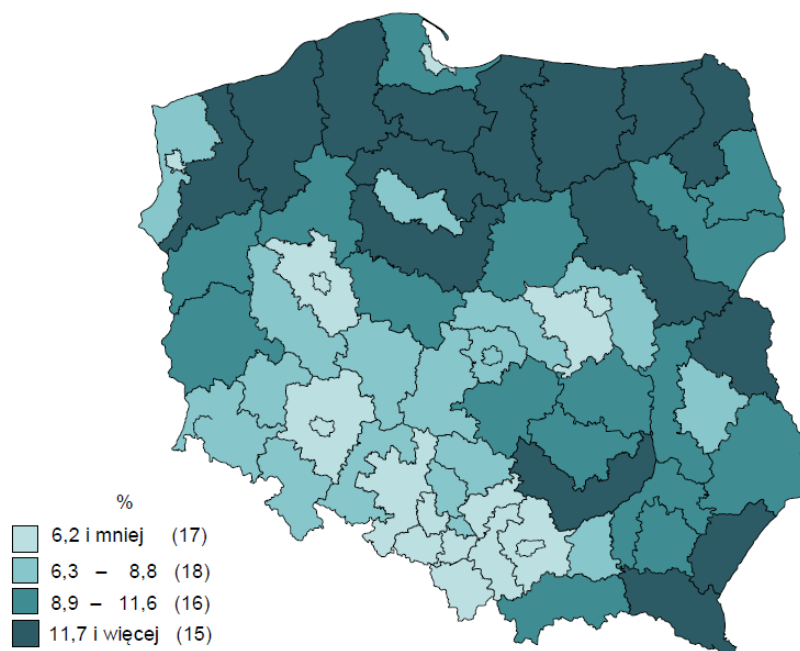 %
6,2 i mniej (17)
6,3 – 8,8 (18)
8,9 – 11,6 (16)
11,7 i więcej (15)